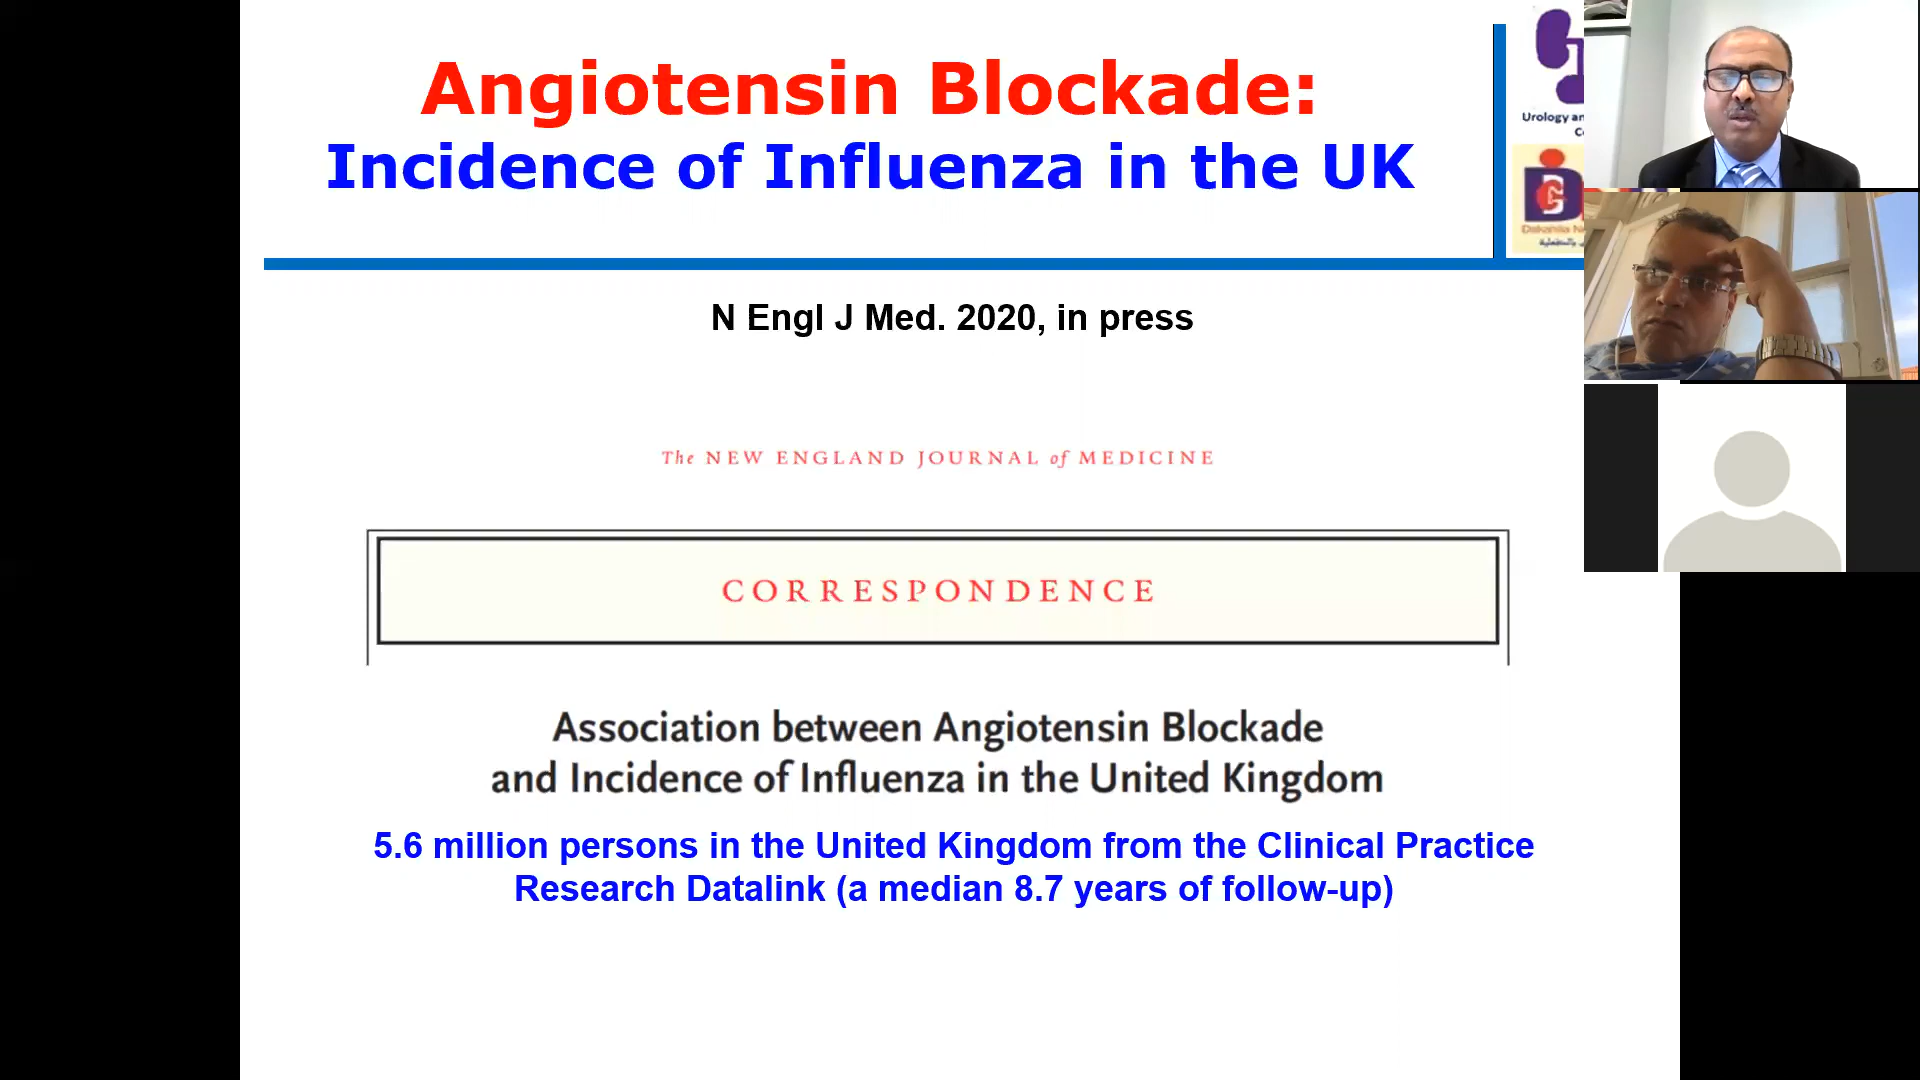 Angiotensin Blockade:
Incidence of Influenza in the UK
Urology an
N Engl J Med. 2020, in press
The NEW ENGLAND JOURNAL of MEDICINE
CORRESPONDENCE
Association between Angiotensin Blockade
and Incidence of Influenza in the United Kingdom
5.6 million persons in the United Kingdom from the Clinical Practice
Research Datalink (a median 8.7 years of follow-up)